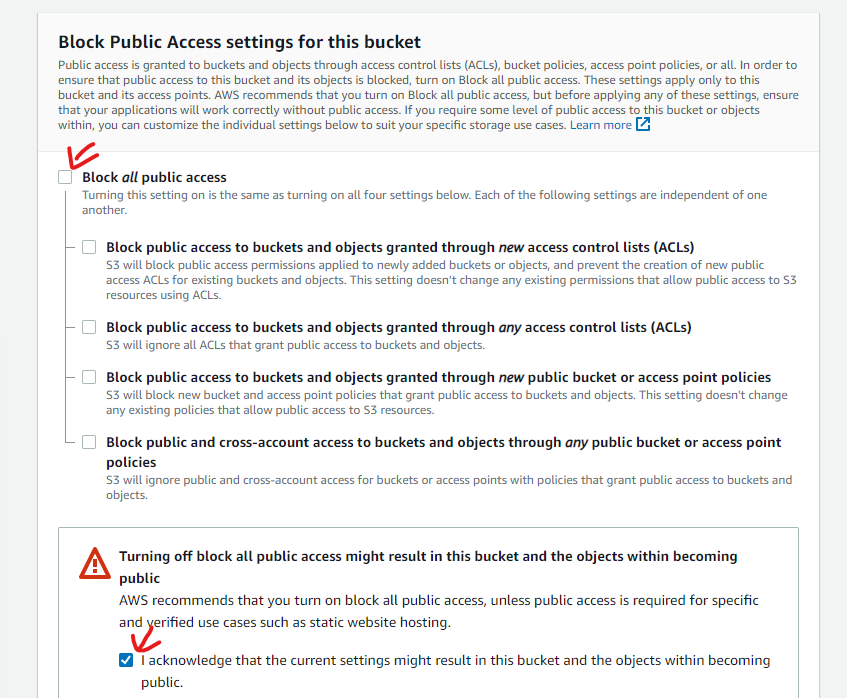 Block Public Access settings for this bucket
Public access is granted to buckets and objects through access control lists (ACLs), bucket policies, access point policies, or all. In order to
ensure that public access to this bucket and its objects is blocked, turn on Block all public access. These settings apply only to this
bucket and its access points. AWS recommends that you turn on Block all public access, but before applying any of these settings, ensure
that your applications will work correctly without public access. If you require some level of public access to this bucket or objects
within, you can customize the individual settings below to suit your specific storage use cases. Learn more
Block all public access
Turning this setting on is the same as turning on all four settings below. Each of the following settings are independent of one
another.
Block public access to buckets and objects granted through new access control lists (ACLs)
S3 will block public access permissions applied to newly added buckets or objects, and prevent the creation of new public
access ACLs for existing buckets and objects. This setting doesn't change any existing permissions that allow public access to S3
resources using ACLs.
Block public access to buckets and objects granted through any access control lists (ACLs)
S3 will ignore all ACLs that grant public access to buckets and objects.
Block public access to buckets and objects granted through new public bucket or access point policies
S3 will block new bucket and access point policies that grant public access to buckets and objects. This setting doesn't change
any existing policies that allow public access to S3 resources.
Block public and cross-account access to buckets and objects through any public bucket or access point
policies
S3 will ignore public and cross-account access for buckets or access points with policies that grant public access to buckets and
objects.
Turning off block all public access might result in this bucket and the objects within becoming
public
AWS recommends that you turn on block all public access, unless public access is required for specific
and verified use cases such as static website hosting.
I acknowledge that the current settings might result in this bucket and the objects within becoming
public.